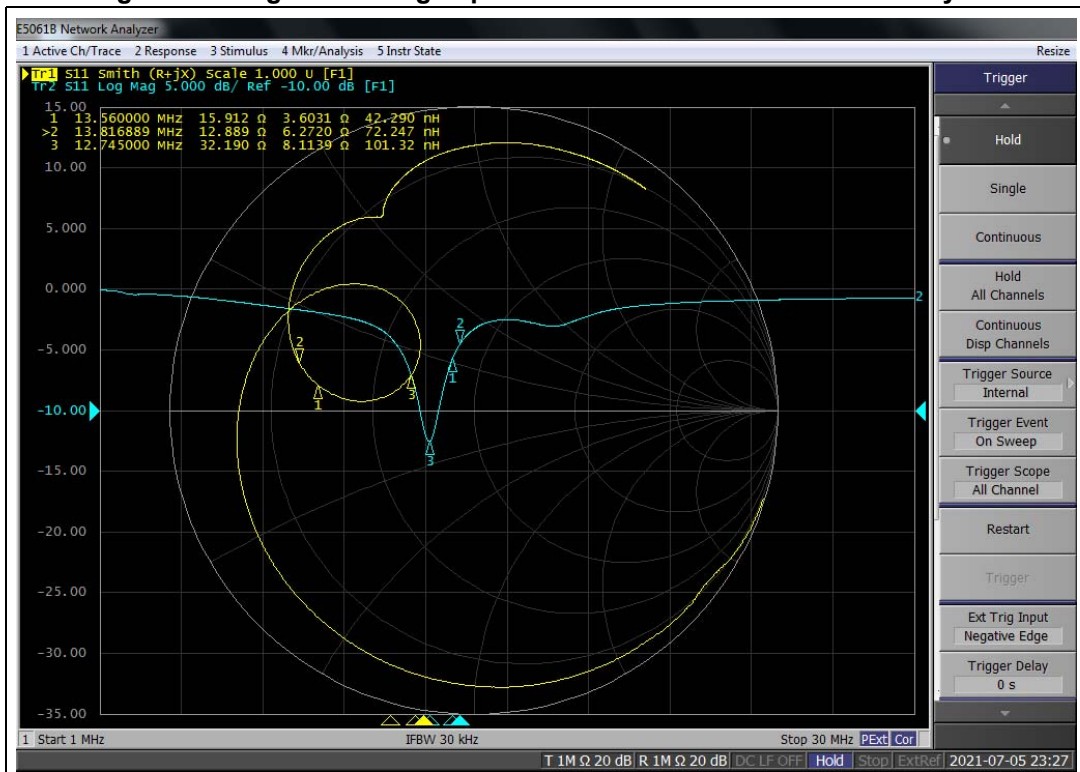 E5061B Network Analyzer
1 Active Ch/Trace 2 Response 3 Stimulus 4 Mkr/Analysis 5 Instr State Resize
Tr1 S11 Smith (R+jX) Scale 1.000 U [F1]
Tr2 S11 Log Mag 5.000 dB/ Ref -10.00 dB [F1]
15.00
1 13.560000 MHz 15.912 Ω 3.6031 Ω 42.290 nH
>2 13.816889 MHz 12.889 Ω 6.2720 Ω 72.247 nH
3 12.745000 MHz 32.190 Ω 8.1139 Ω 101.32 nH
10.00
5.000
0.000
2
-5.000
2
2
1
3
1
-10.00
3
-15.00
-20.00
-25.00
-30.00
-35.00
1 Start 1 MHz IFBW 30 kHz Stop 30 MHz PExt Cor
Trigger
Hold
Single
Continuous
Hold
All Channels
Continuous
Disp Channels
Trigger Source
Internal
Trigger Event
On Sweep
Trigger Scope
All Channel
Restart
Trigger
Ext Trig Input
Negative Edge
Trigger Delay
0 s
T 1M Ω 20 dB R 1M Ω 20 dB DC LF OFF Hold Stop ExtRef 2021-07-05 23:27